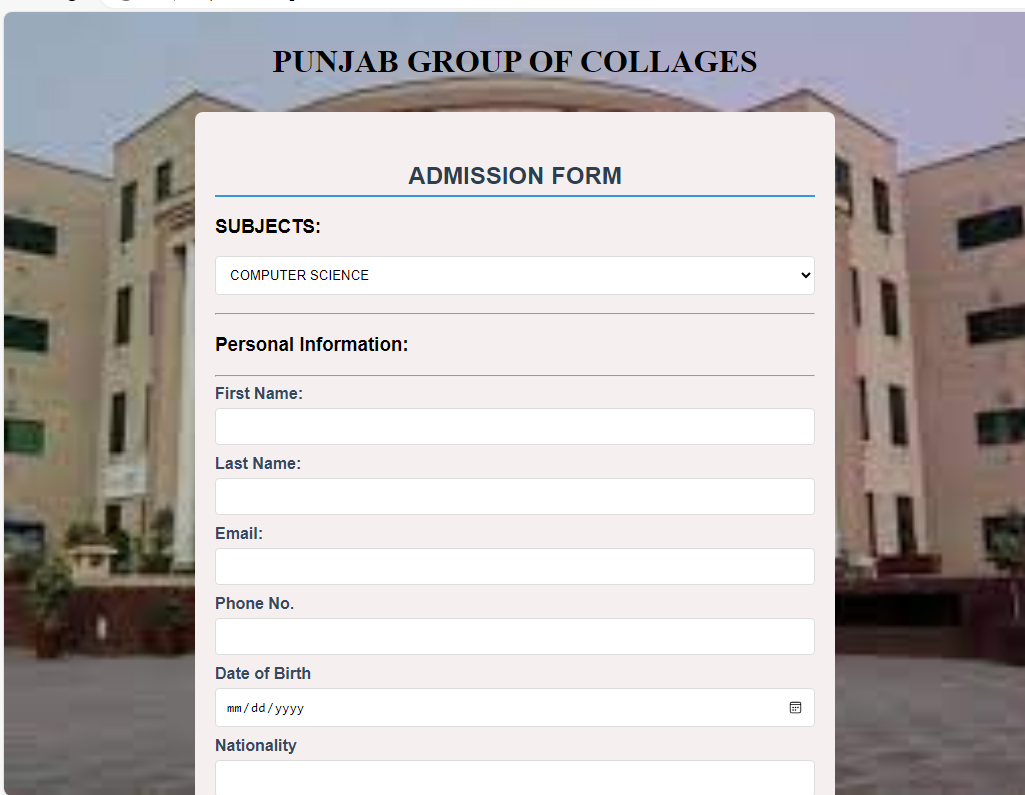 PUNJAB GROUP OF COLLAGES
ADMISSION FORM
SUBJECTS:
COMPUTER SCIENCE
Personal Information:
First Name:
Last Name:
Email:
Phone No.
Date of Birth
mm/dd/yyyy
Nationality